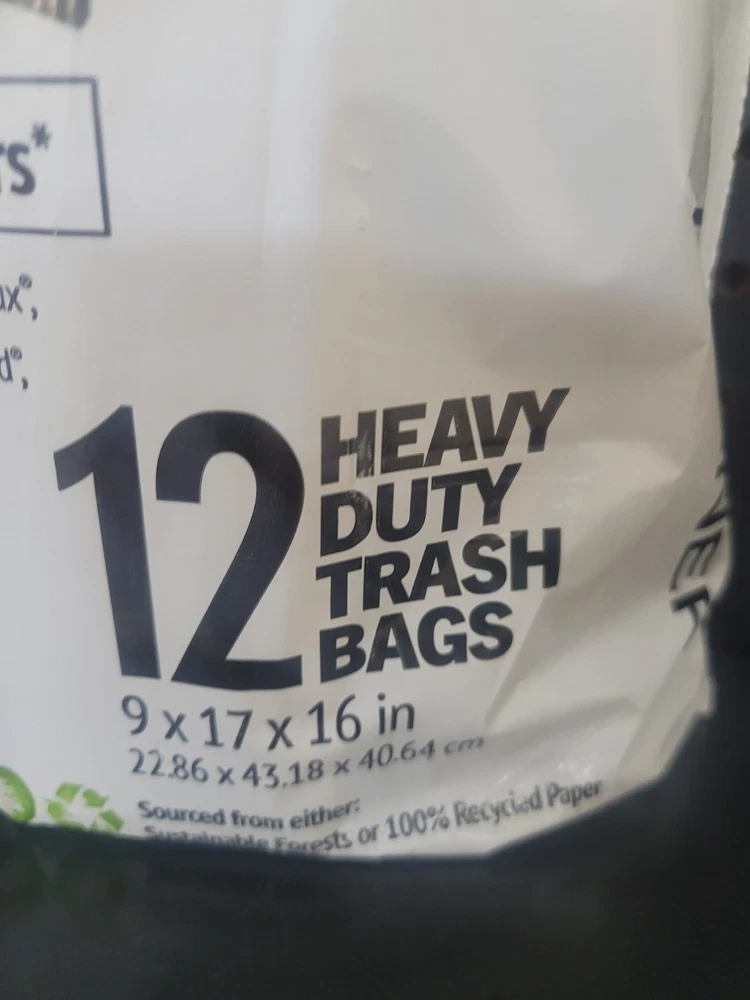 12 HEAVY
DUTY
TRASH
BAGS
9 x 17 x 16 in
22.86 x 43.18 x 40.64 cm
Sourced from either:
Sustainable Forests or 100% Recycled Paper